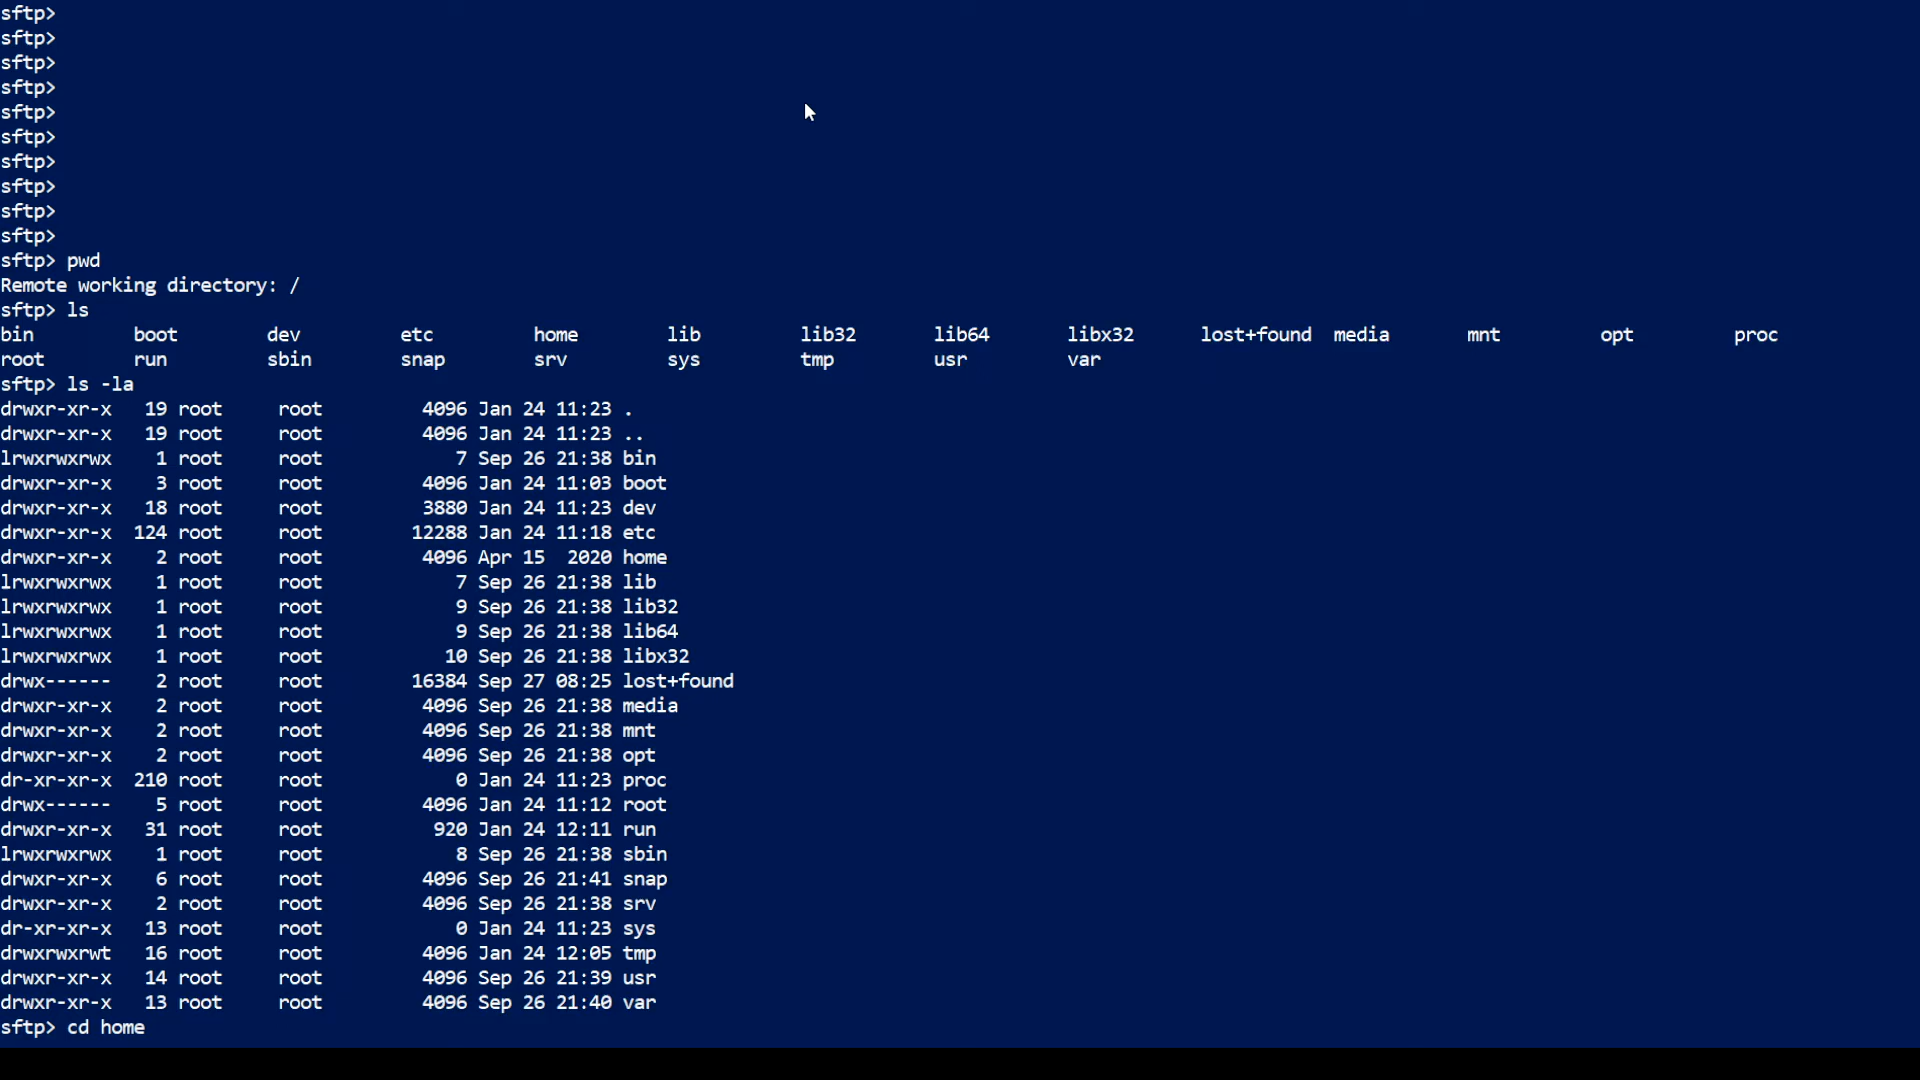 sftp>
sftp>
sftp>
sftp>
sftp>
sftp>
sftp>
sftp>
sftp>
sftp>
sftp> pwd
Remote working directory: /
sftp> ls
bin boot dev etc home lib lib32 lib64 libx32 lost+found media mnt opt proc
root run sbin snap srv sys tmp usr var
sftp> ls -la
drwxr-xr-x 19 root root 4096 Jan 24 11:23 .
drwxr-xr-x 19 root root 4096 Jan 24 11:23 ..
lrwxrwxrwx 1 root root 7 Sep 26 21:38 bin
drwxr-xr-x 3 root root 4096 Jan 24 11:03 boot
drwxr-xr-x 18 root root 3880 Jan 24 11:23 dev
drwxr-xr-x 124 root root 12288 Jan 24 11:18 etc
drwxr-xr-x 2 root root 4096 Apr 15 2020 home
lrwxrwxrwx 1 root root 7 Sep 26 21:38 lib
lrwxrwxrwx 1 root root 9 Sep 26 21:38 lib32
lrwxrwxrwx 1 root root 9 Sep 26 21:38 lib64
lrwxrwxrwx 1 root root 10 Sep 26 21:38 libx32
drwx------ 2 root root 16384 Sep 27 08:25 lost+found
drwxr-xr-x 2 root root 4096 Sep 26 21:38 media
drwxr-xr-x 2 root root 4096 Sep 26 21:38 mnt
drwxr-xr-x 2 root root 4096 Sep 26 21:38 opt
dr-xr-xr-x 210 root root 0 Jan 24 11:23 proc
drwx------ 5 root root 4096 Jan 24 11:12 root
drwxr-xr-x 31 root root 920 Jan 24 12:11 run
lrwxrwxrwx 1 root root 8 Sep 26 21:38 sbin
drwxr-xr-x 6 root root 4096 Sep 26 21:41 snap
drwxr-xr-x 2 root root 4096 Sep 26 21:38 srv
dr-xr-xr-x 13 root root 0 Jan 24 11:23 sys
drwxrwxrwt 16 root root 4096 Jan 24 12:05 tmp
drwxr-xr-x 14 root root 4096 Sep 26 21:39 usr
drwxr-xr-x 13 root root 4096 Sep 26 21:40 var
sftp> cd home